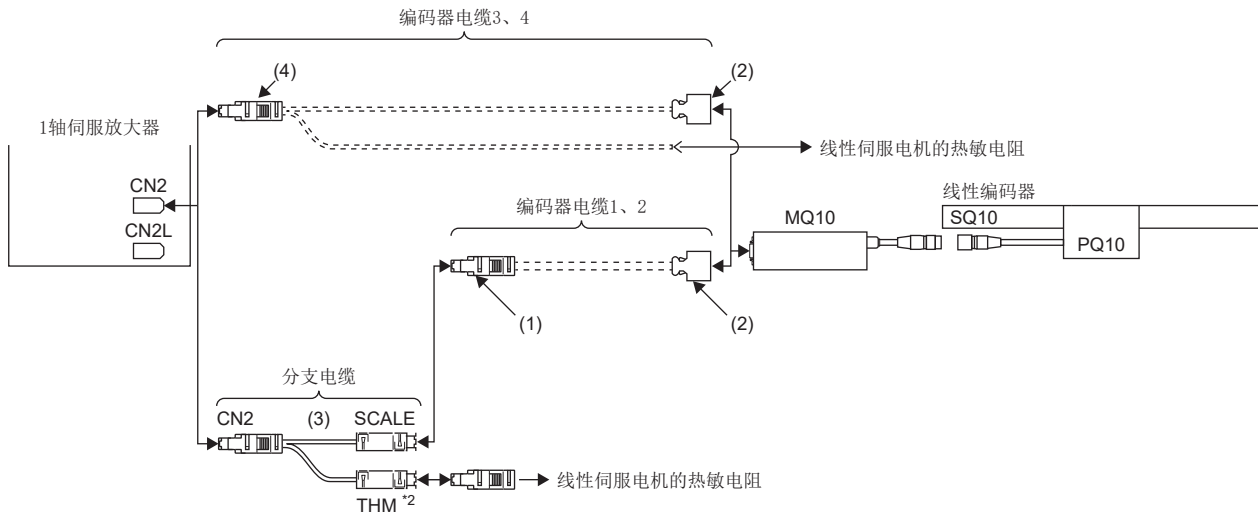 编码器电缆3、4
(4)
(2)
1轴伺服放大器
线性伺服电机的热敏电阻
CN2
CN2L
编码器电缆1、2
MQ10
线性编码器
SQ10
PQ10
(1)
(2)
分支电缆
CN2
(3)
SCALE
线性伺服电机的热敏电阻
THM *2